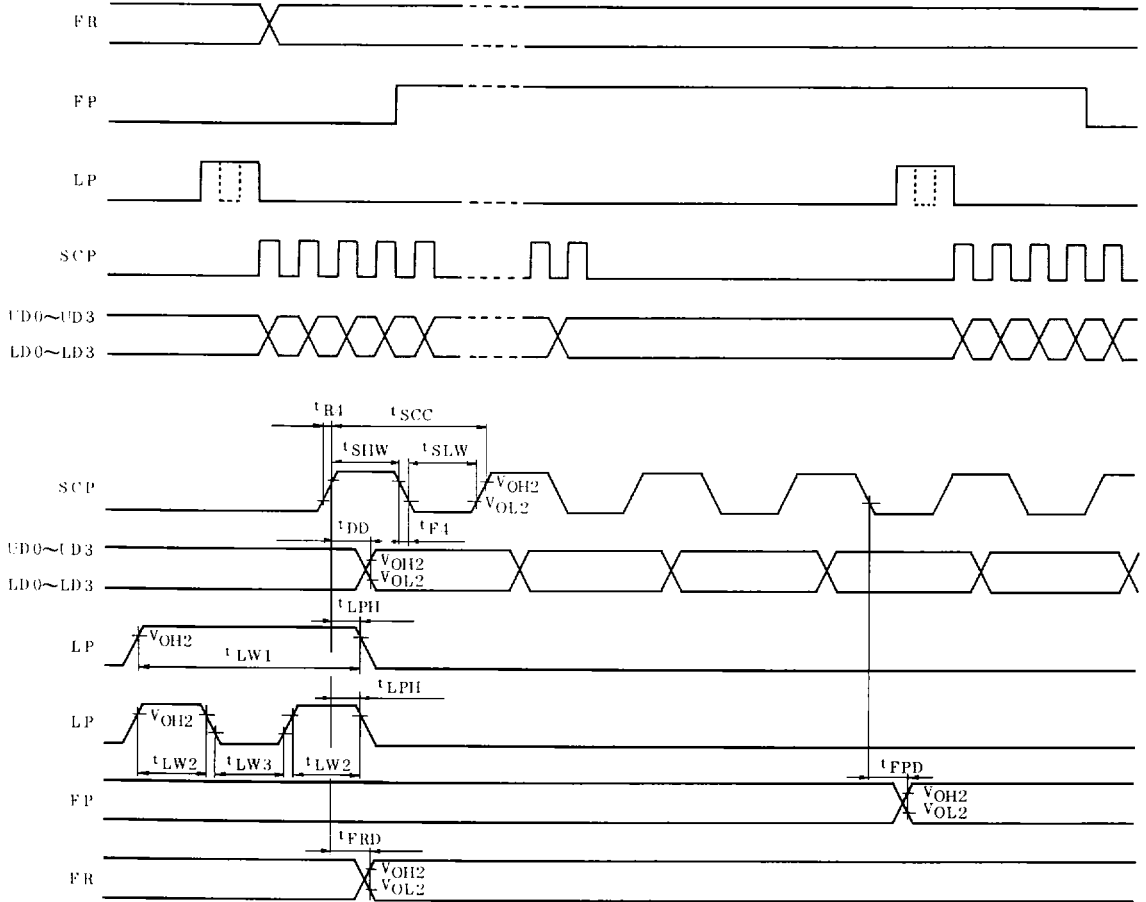 FR
FP
LP
SCP
UD0～UD3
LD0～LD3
tR4
tSCC
tSHW
tSLW
SCP
VOH2
VOL2
tDD
tF4
UD0～UD3
VOH2
VOL2
LD0～LD3
tLPH
LP
VOH2
tLW1
tLPH
LP
VOH2
tLW2
tLW3
tLW2
tFPD
FP
VOH2
VOL2
tFRD
FR
VOH2
VOL2